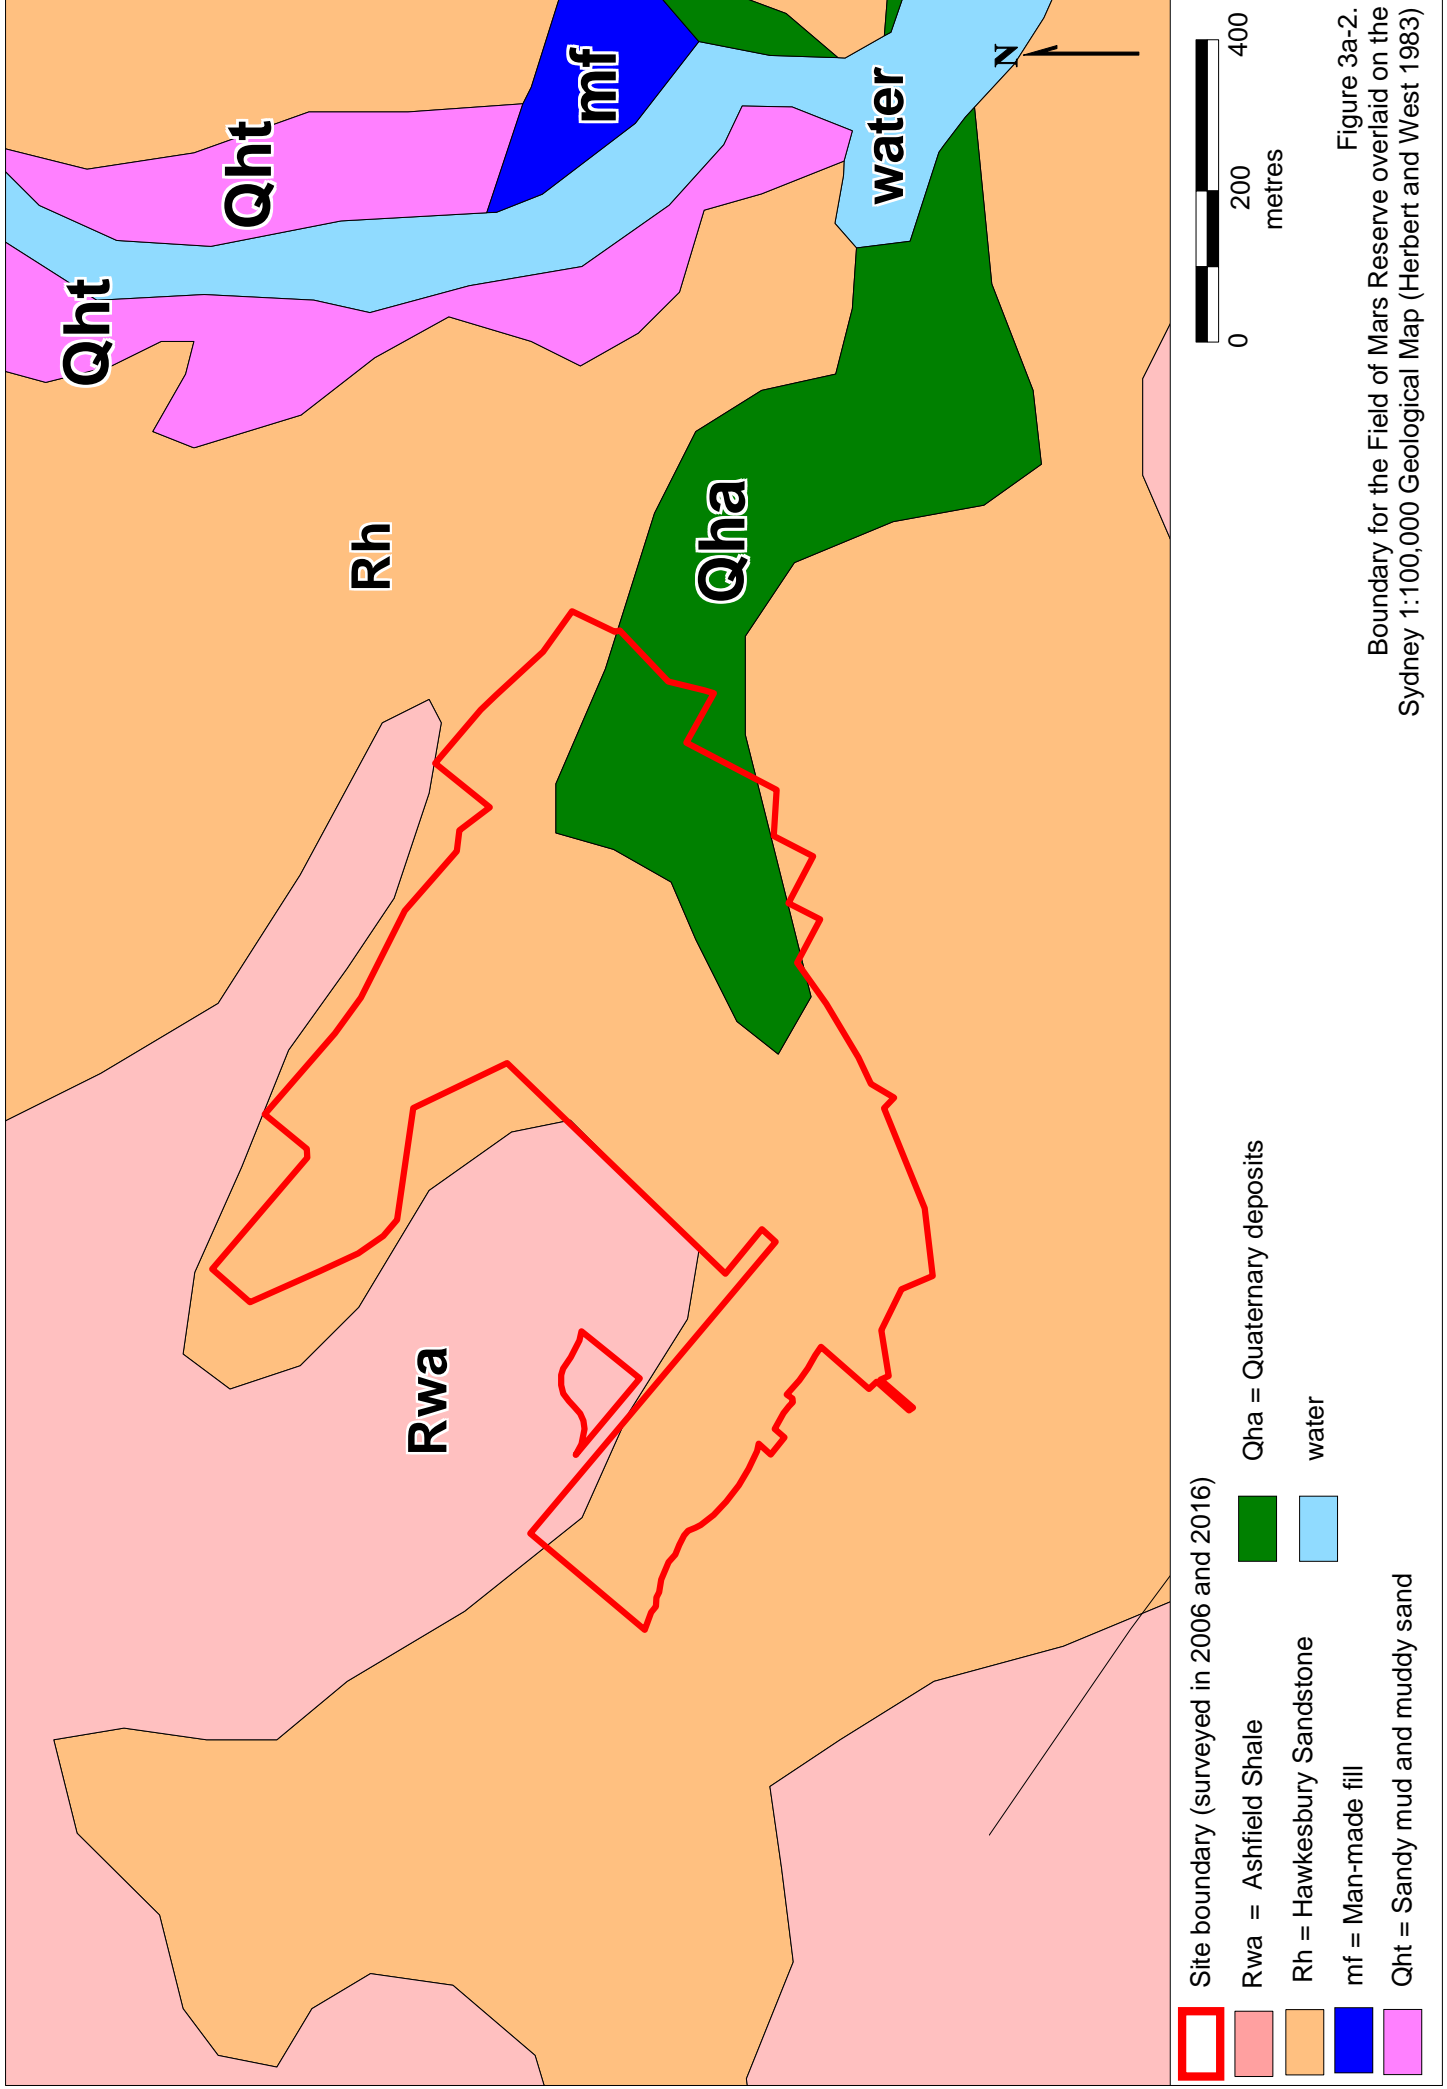 Qht
Qht
mf
Rh
Rwa
Qha
water
N
Site boundary (surveyed in 2006 and 2016)
Rwa = Ashfield Shale
Rh = Hawkesbury Sandstone
mf = Man-made fill
Qht = Sandy mud and muddy sand
Qha = Quaternary deposits
water
0 200 400
metres
Figure 3a-2.
Boundary for the Field of Mars Reserve overlaid on the
Sydney 1:100,000 Geological Map (Herbert and West 1983)